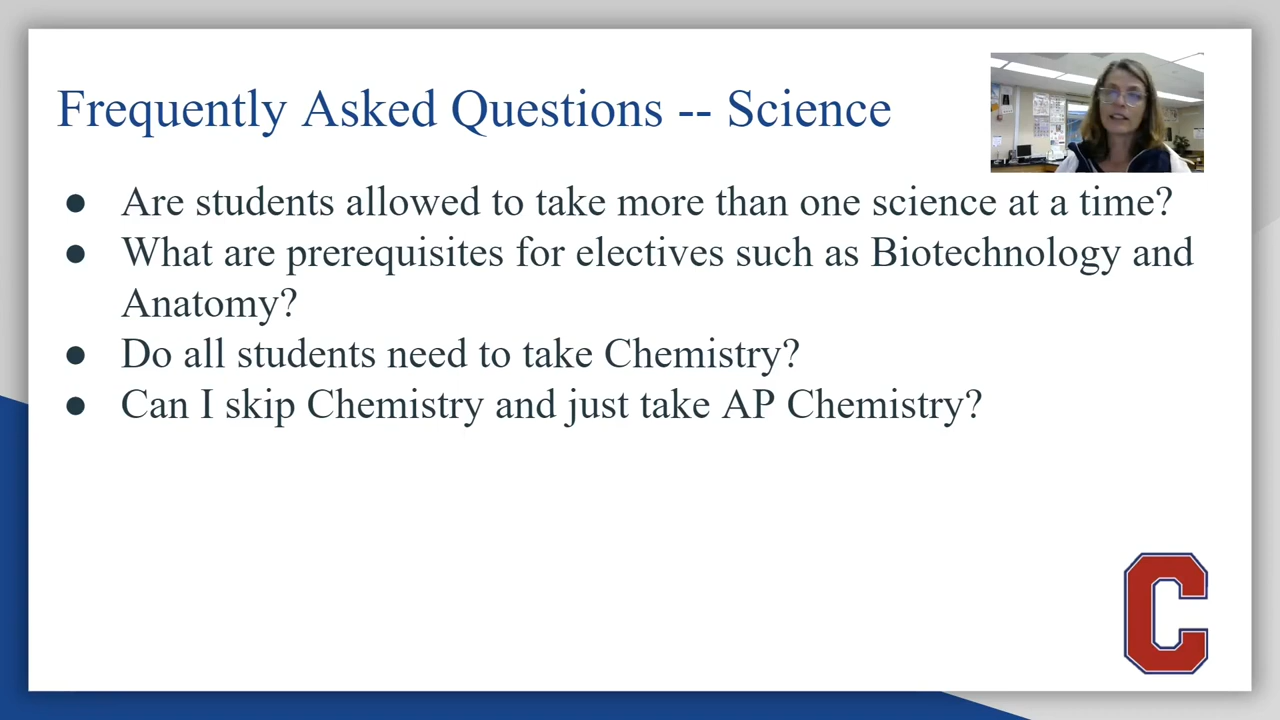 Frequently Asked Questions -- Science
● Are students allowed to take more than one science at a time?
● What are prerequisites for electives such as Biotechnology and
Anatomy?
● Do all students need to take Chemistry?
● Can I skip Chemistry and just take AP Chemistry?
C